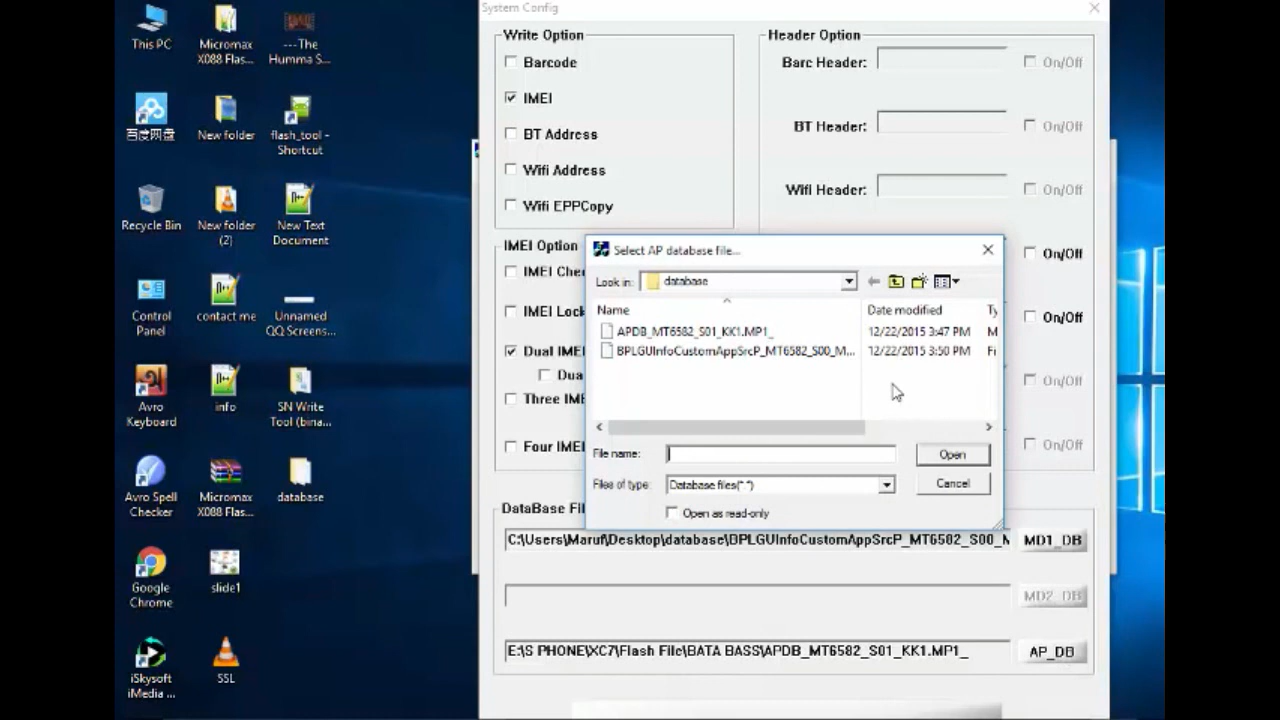 This PC
Micromax
X088 Flas...
---The
Humma S...
百度网盘
New folder
flash_tool -
Shortcut
Recycle Bin
New folder
(2)
New Text
Document
Control
Panel
contact me
Unnamed
QQ Screens...
Avro
Keyboard
info
SN Write
Tool (bina...
Avro Spell
Checker
Micromax
X088 Flas...
database
Google
Chrome
slide1
iSkysoft
iMedia ...
SSL
System Config
Write Option
Barcode
IMEI
BT Address
Wifi Address
Wifi EPPCopy
Header Option
Barc Header:
On/Off
BT Header:
On/Off
Wifi Header:
On/Off
On/Off
On/Off
On/Off
On/Off
IMEI Option
IMEI Che
IMEI Lock
Dual IMEI
Dua
Three IME
Four IMEI
Select AP database file...
Look in:
database
Name
Date modified
Ty
APDB_MT6582_S01_KK1.MP1_
12/22/2015 3:47 PM
M
BPLGUInfoCustomAppSrcP_MT6582_S00_M...
12/22/2015 3:50 PM
Fi
File name:
Open
Files of type:
Database files(*.*)
Cancel
Open as read-only
DataBase Fil
C:\Users\Maruf\Desktop\database\BPLGUInfoCustomAppSrcP_MT6582_S00_M
MD1_DB
MD2_DB
E:\S PHONE\XC7\Flash File\BATA BASS\APDB_MT6582_S01_KK1.MP1_
AP_DB